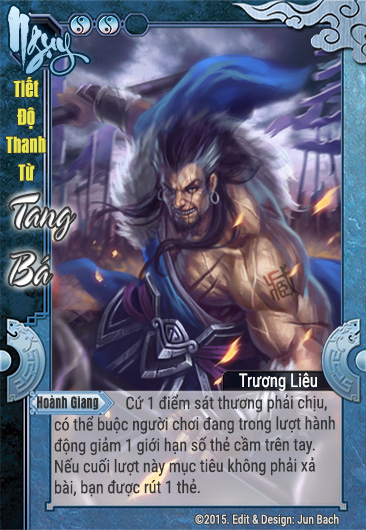 Ngụy
Tiết
Độ
Thanh
Từ
Tang
Bá
臧
Trương Liêu
Hoành Giang
Cứ 1 điểm sát thương phải chịu,
có thể buộc người chơi đang trong lượt hành
động giảm 1 giới hạn số thẻ cầm trên tay.
Nếu cuối lượt này mục tiêu không phải xả
bài, bạn được rút 1 thẻ.
©2015. Edit & Design: Jun Bach